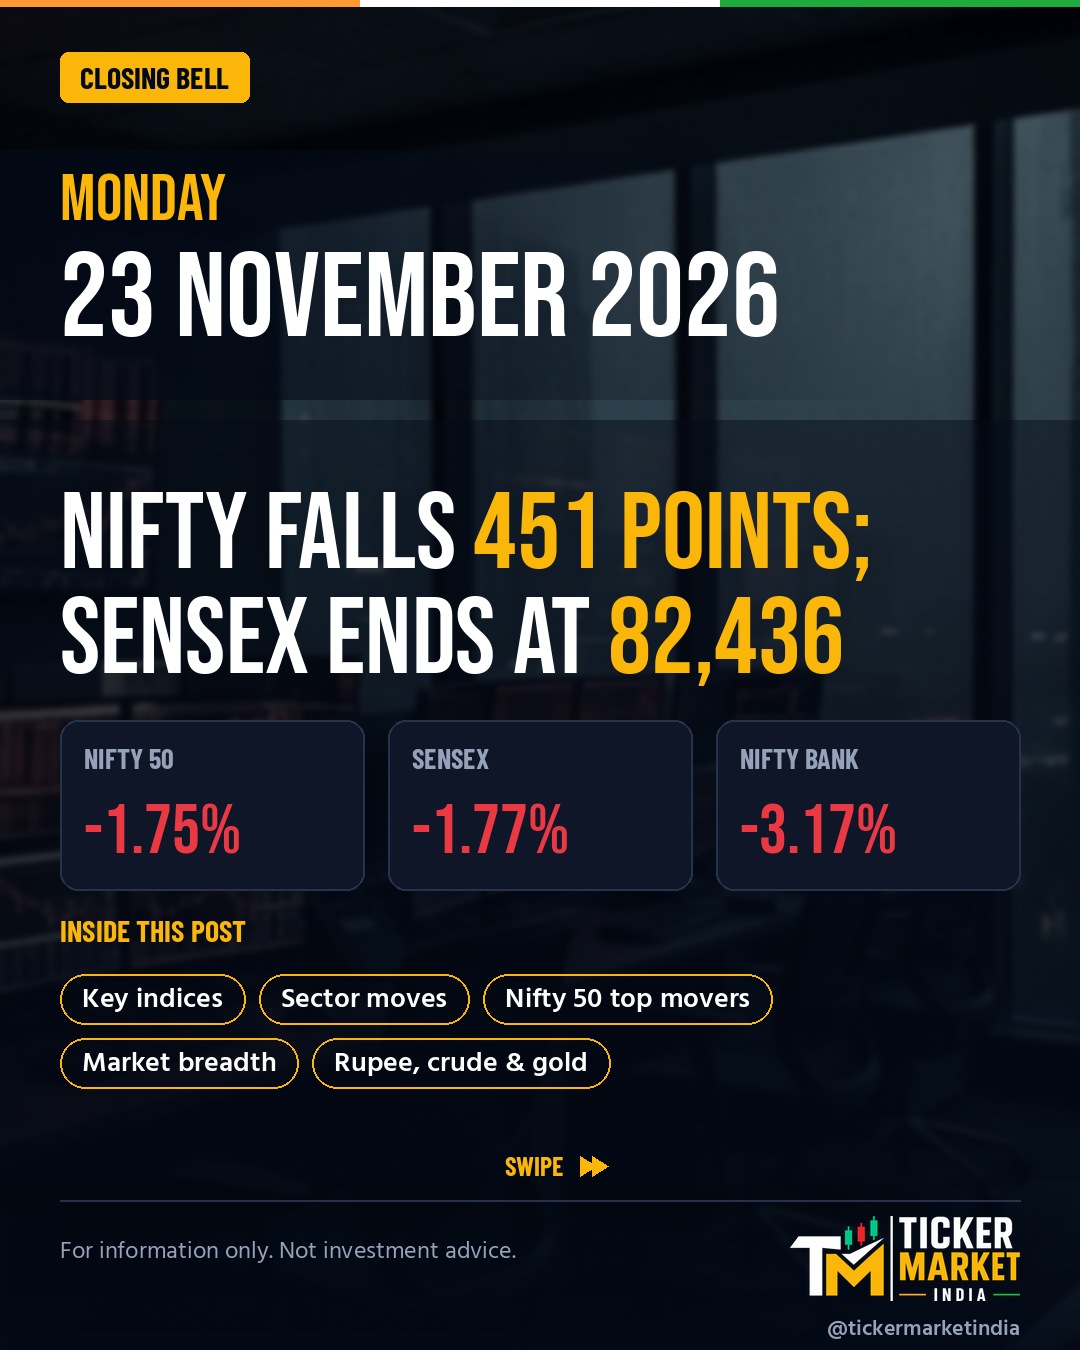 CLOSING BELL
MONDAY
23 NOVEMBER 2026
NIFTY FALLS 451 POINTS;
SENSEX ENDS AT 82,436
NIFTY 50
-1.75%
SENSEX
-1.77%
NIFTY BANK
-3.17%
INSIDE THIS POST
Key indices
Sector moves
Nifty 50 top movers
Market breadth
Rupee, crude & gold
SWIPE
For information only. Not investment advice.
TM
TICKER
MARKET
INDIA
@tickermarketindia